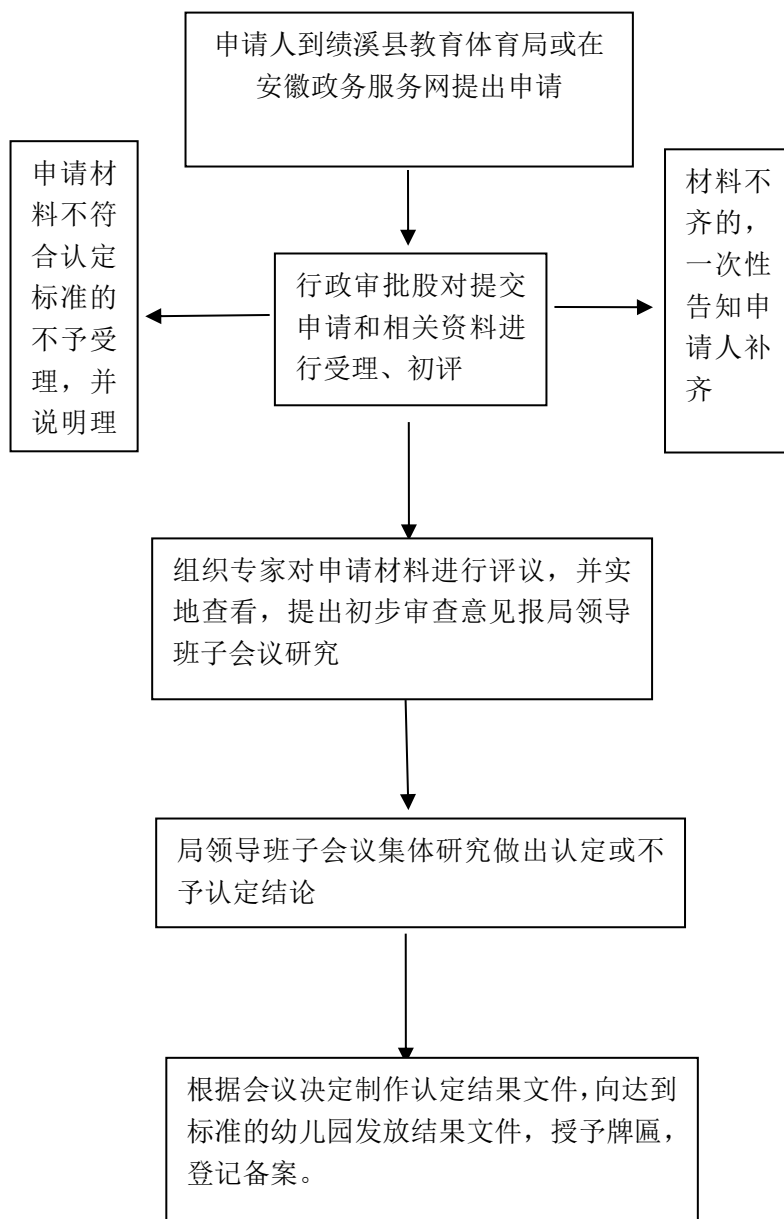 申请人到绩溪县教育体育局或在
安徽政务服务网提出申请
申请材
料不符
合认定
标准的
不予受
理，并
说明理
行政审批股对提交
申请和相关资料进
行受理、初评
材料不
齐的，
一次性
告知申
请人补
齐
组织专家对申请材料进行评议，并实
地查看，提出初步审查意见报局领导
班子会议研究
局领导班子会议集体研究做出认定或不
予认定结论
根据会议决定制作认定结果文件，向达到
标准的幼儿园发放结果文件，授予牌匾，
登记备案。